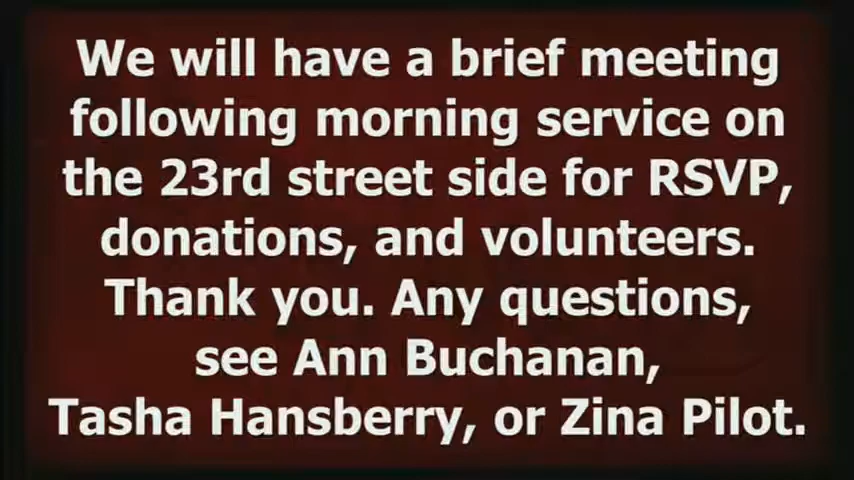 We will have a brief meeting
following morning service on
the 23rd street side for RSVP,
donations, and volunteers.
Thank you. Any questions,
see Ann Buchanan,
Tasha Hansberry, or Zina Pilot.